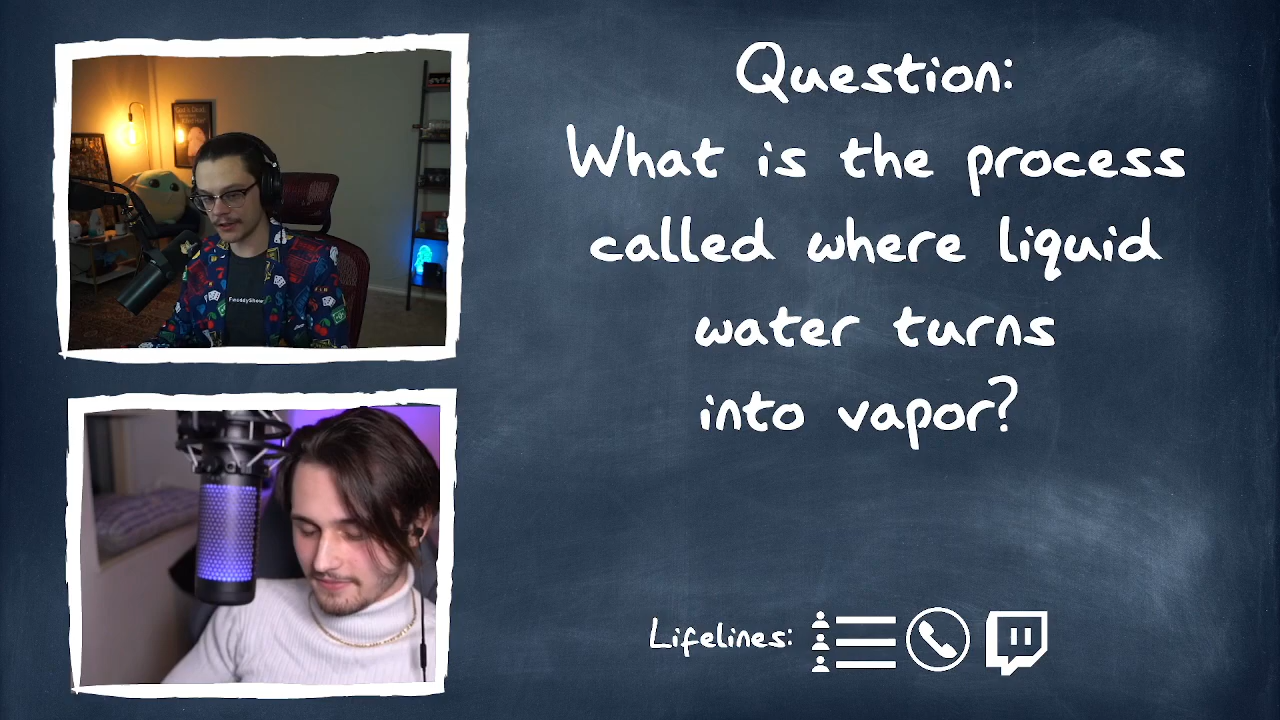 Question:
What is the process
called where liquid
water turns
into vapor?
Lifelines: